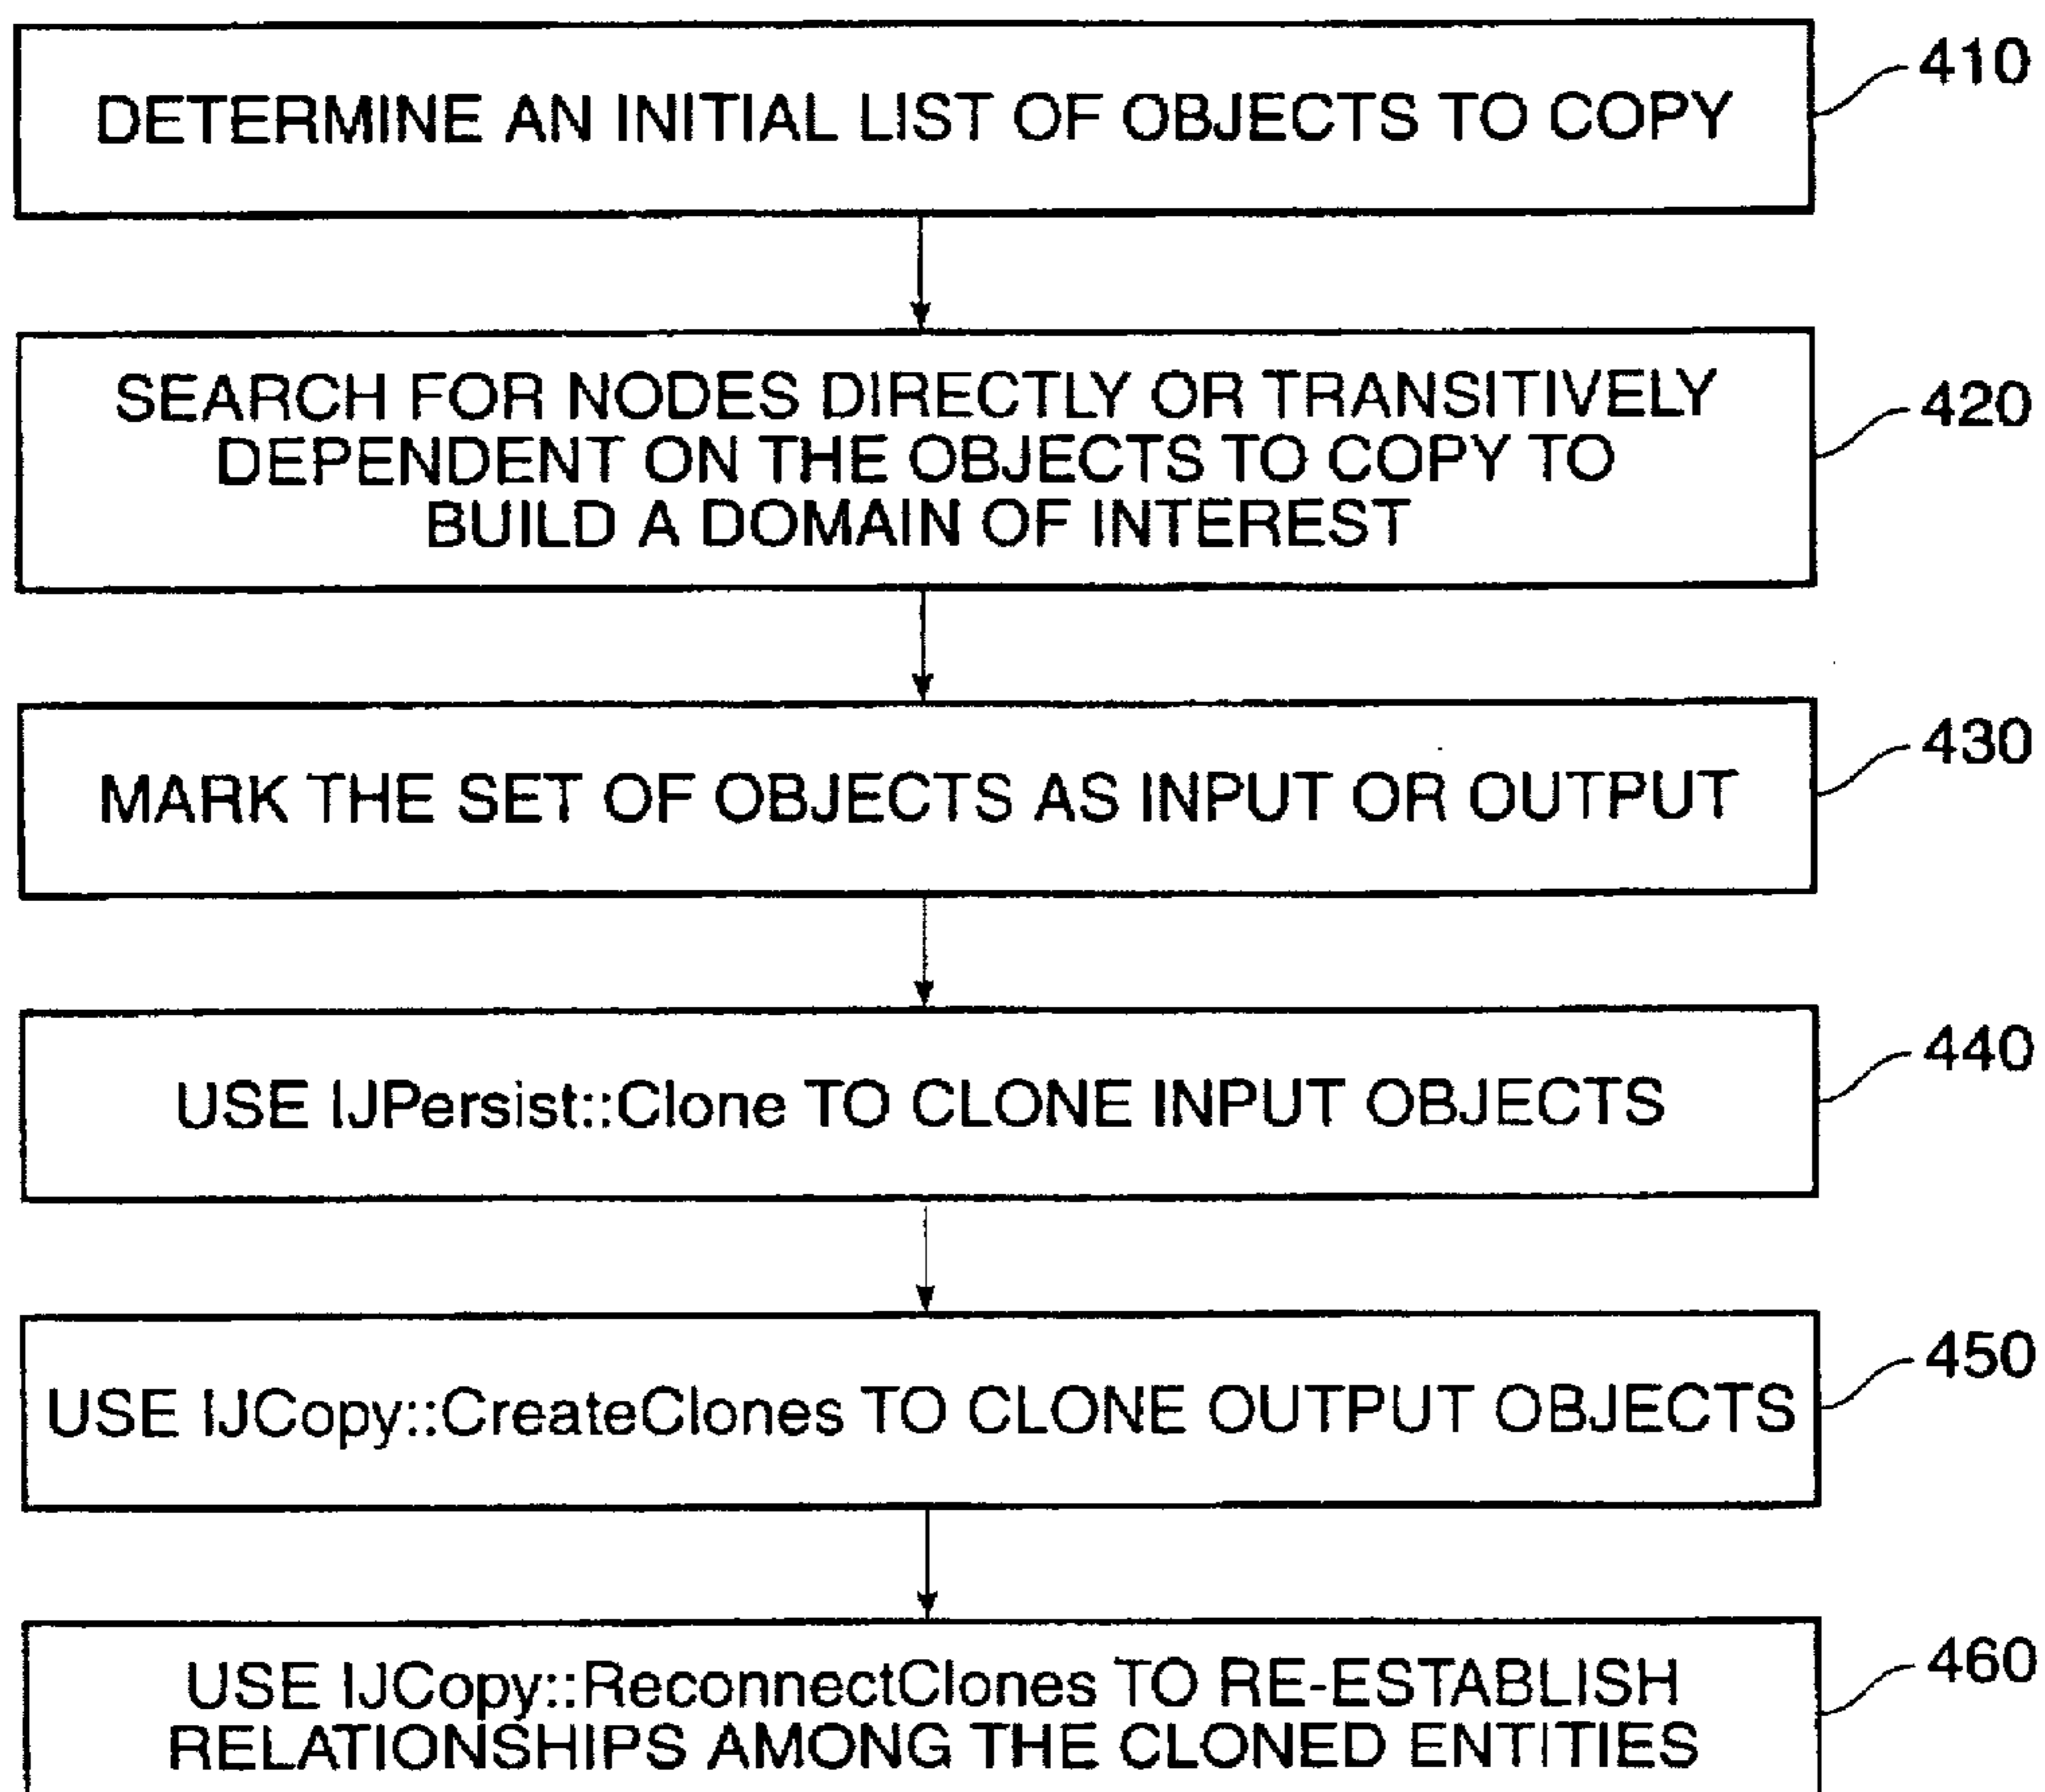 DETERMINE AN INITIAL LIST OF OBJECTS TO COPY
410
SEARCH FOR NODES DIRECTLY OR TRANSITIVELY
DEPENDENT ON THE OBJECTS TO COPY TO
BUILD A DOMAIN OF INTEREST
420
MARK THE SET OF OBJECTS AS INPUT OR OUTPUT
430
USE IJPersist::Clone TO CLONE INPUT OBJECTS
440
USE IJCopy::CreateClones TO CLONE OUTPUT OBJECTS
450
USE IJCopy::ReconnectClones TO RE-ESTABLISH
RELATIONSHIPS AMONG THE CLONED ENTITIES
460